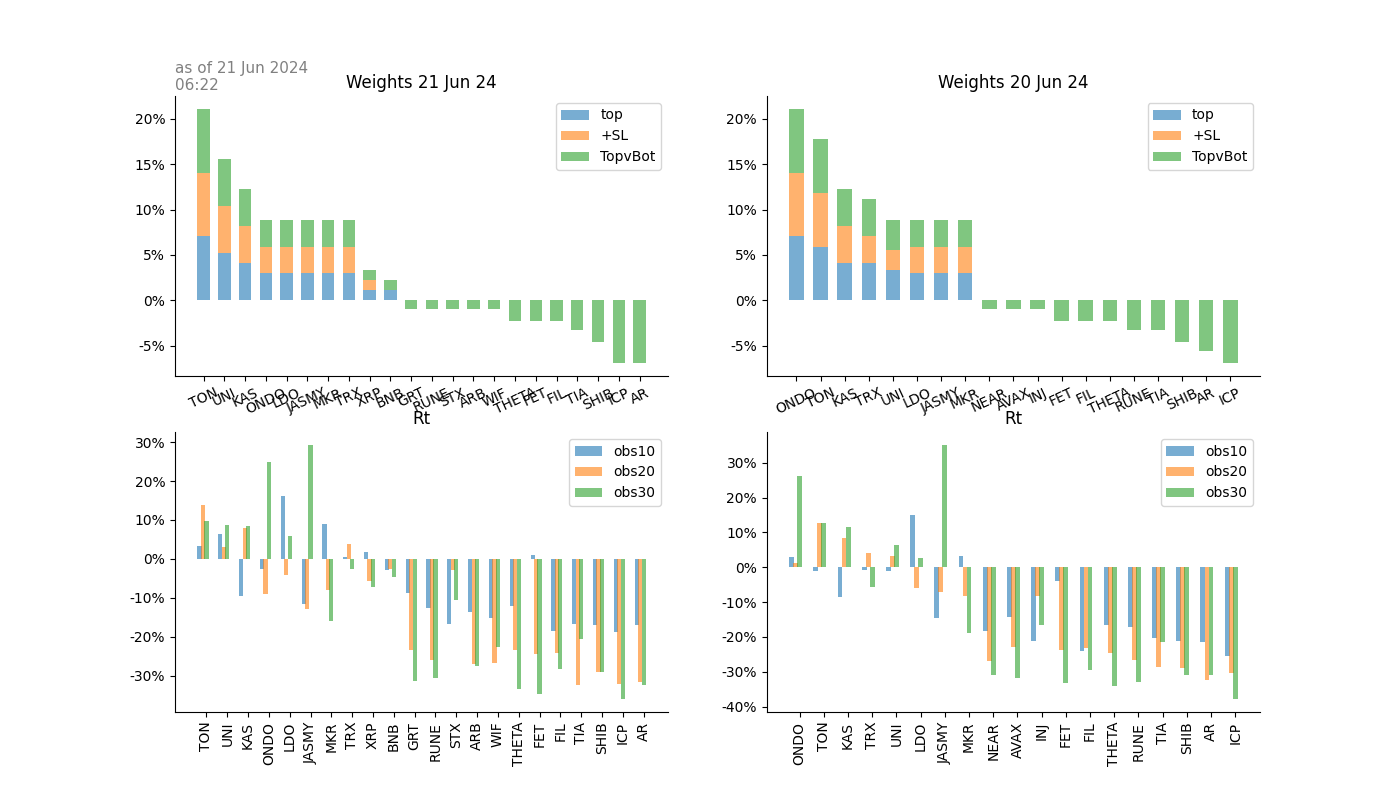 as of 21 Jun 2024
06:22
Weights 21 Jun 24
20%
15%
10%
5%
0%
-5%
top
+SL
TopvBot
TON UNI KAS ONDO LDO JASMY MKR TRX XRP BNB GRT RUNE STX ARB WIF THETA FET FIL TIA SHIB ICP AR
Weights 20 Jun 24
20%
15%
10%
5%
0%
-5%
top
+SL
TopvBot
ONDO TON KAS TRX UNI LDO JASMY MKR NEAR AVAX INJ FET FIL THETA RUNE TIA SHIB AR ICP
Rt
30%
20%
10%
0%
-10%
-20%
-30%
obs10
obs20
obs30
TON UNI KAS ONDO LDO JASMY MKR TRX XRP BNB GRT RUNE STX ARB WIF THETA FET FIL TIA SHIB ICP AR
Rt
30%
20%
10%
0%
-10%
-20%
-30%
-40%
obs10
obs20
obs30
ONDO TON KAS TRX UNI LDO JASMY MKR NEAR AVAX INJ FET FIL THETA RUNE TIA SHIB AR ICP